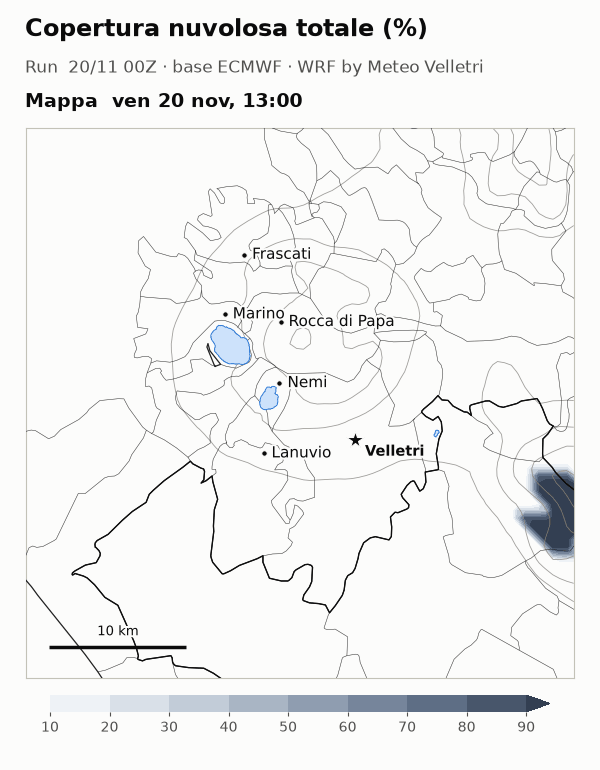 Copertura nuvolosa totale (%)
Run  20/11 00Z · base ECMWF · WRF by Meteo Velletri
Mappa  ven 20 nov, 13:00
Frascati
Marino
Rocca di Papa
Nemi
Velletri
Lanuvio
10 km
10 20 30 40 50 60 70 80 90